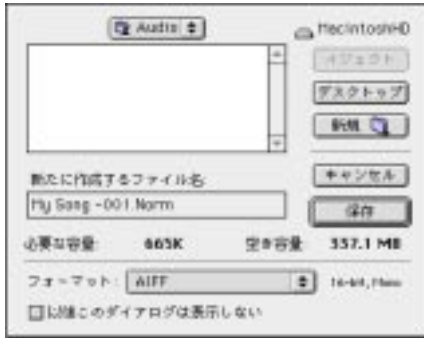 Audio
MacintoshHD
イジェクト
デスクトップ
新規
新たに作成するファイル名:
キャンセル
My Song -001.Norm
保存
必要な容量: 665K 空き容量 337.1 MB
フォーマット: AIFF 16-bit, Mono
以後このダイアログは表示しない